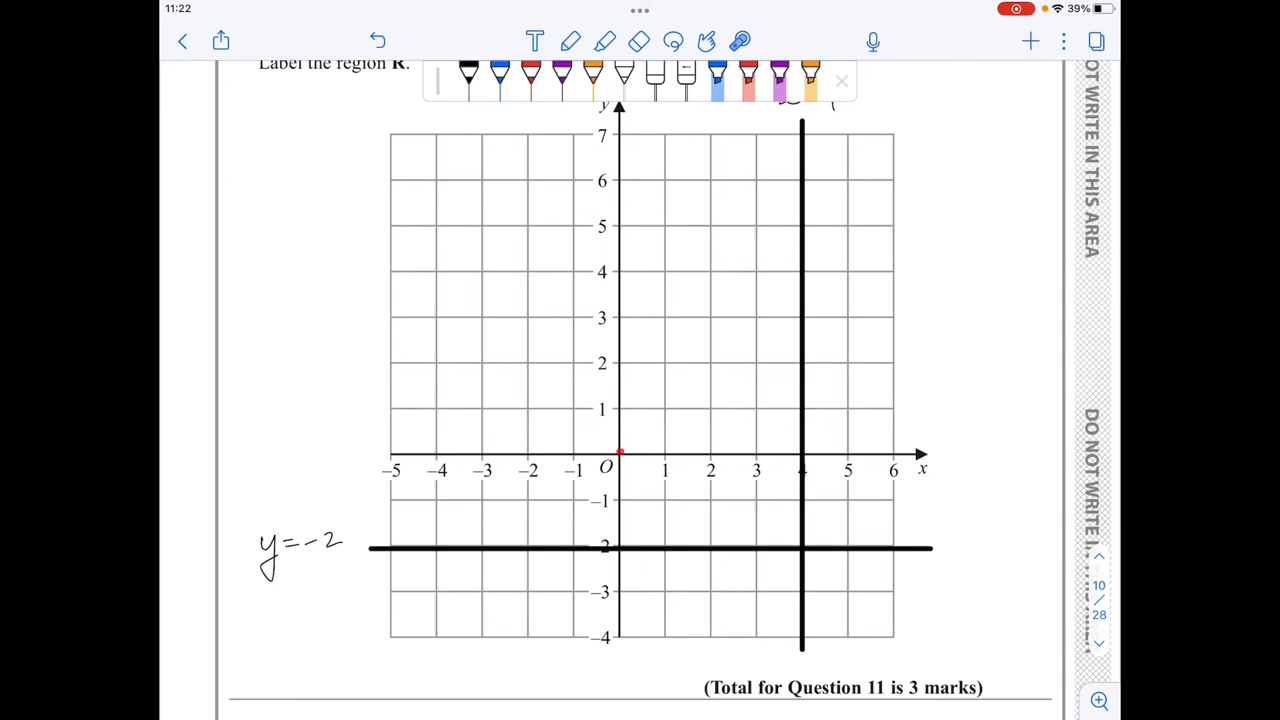 11:22
39%
Label the region R.
y
7
6
5
4
3
2
1
–5 –4 –3 –2 –1 O 1 2 3 4 5 6 x
–1
–2
–3
–4
y=-2
(Total for Question 11 is 3 marks)
OT WRITE IN THIS AREA
DO NOT WRITE I
10
/
28